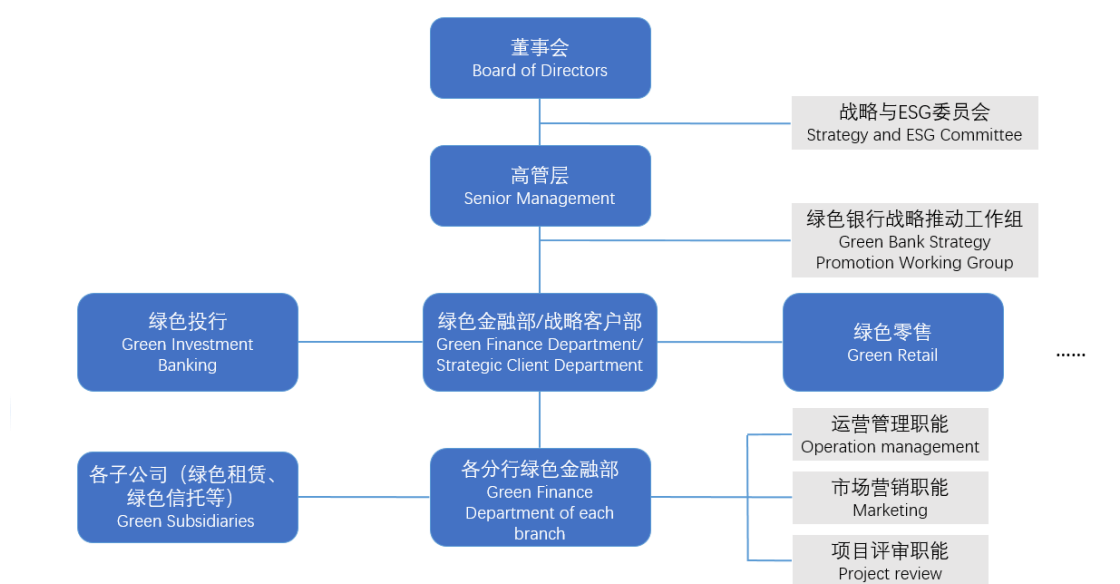 董事会
Board of Directors
战略与ESG委员会
Strategy and ESG Committee
高管层
Senior Management
绿色银行战略推动工作组
Green Bank Strategy
Promotion Working Group
绿色投行
Green Investment
Banking
绿色金融部/战略客户部
Green Finance Department/
Strategic Client Department
绿色零售
Green Retail
......
各子公司（绿色租赁、
绿色信托等）
Green Subsidiaries
各分行绿色金融部
Green Finance
Department of each
branch
运营管理职能
Operation management
市场营销职能
Marketing
项目评审职能
Project review